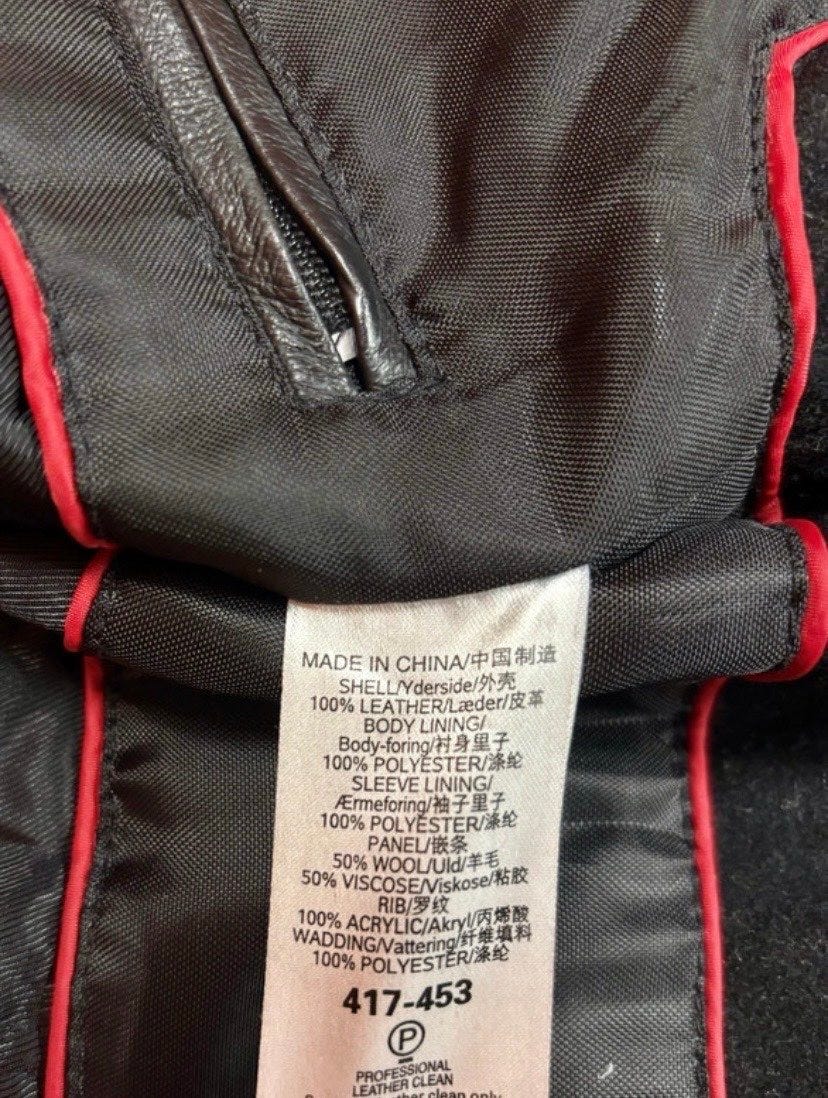 MADE IN CHINA/中国制造
SHELL/Yderside/外壳
100% LEATHER/Læder/皮革
BODY LINING/
Body-foring/衬身里子
100% POLYESTER/涤纶
SLEEVE LINING/
Ærmeforing/袖子里子
100% POLYESTER/涤纶
PANEL/嵌条
50% WOOL/Uld/羊毛
50% VISCOSE/Viskose/粘胶
RIB/罗纹
100% ACRYLIC/Akryl/丙烯酸
WADDING/Vattering/纤维填料
100% POLYESTER/涤纶
417-453
P
PROFESSIONAL
LEATHER CLEAN
leather clean only